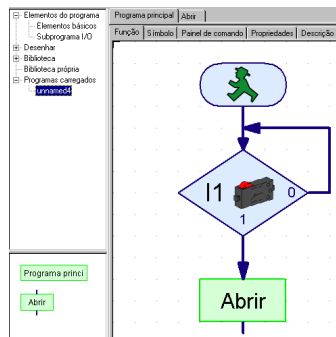 Elementos do programa
Elementos básicos
Subprograma I/O
Desenhar
Biblioteca
Biblioteca própria
Programas carregados
unnamed4
Programa princi
Abrir
Programa principal Abrir
Função Símbolo Painel de comando Propriedades Descrição
I1
0
1
Abrir